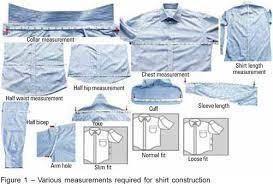 Collar measurement
Chest measurement
Shirt length
measurement
Half waist measurement
Half hip measurement
Cuff
Sleeve length
Half bicep
Yoke
Arm hole
Slim fit
Normal fit
Loose fit
Figure 1 – Various measurements required for shirt construction